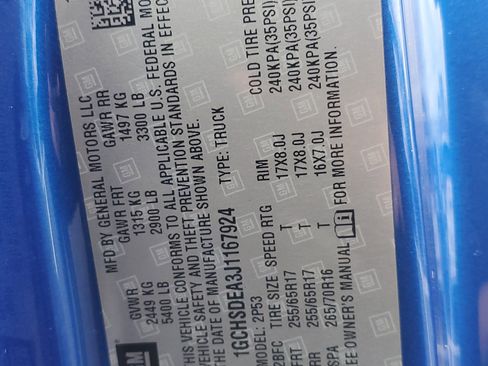 MFD BY GENERAL MOTORS LLC
GVWR GAWR FRT GAWR RR
2449 KG 1315 KG 1497 KG
5400 LB 2900 LB 3300 LB
THIS VEHICLE CONFORMS TO ALL APPLICABLE U.S. FEDERAL MO
VEHICLE SAFETY AND THEFT PREVENTION STANDARDS IN EFFEC
THE DATE OF MANUFACTURE SHOWN ABOVE.
1GCHSDEA3J1167924 TYPE: TRUCK
MODEL: 2P53
2BFC TIRE SIZE SPEED RTG RIM COLD TIRE PRE
FRT 255/65R17 T 17X8.0J 240KPA(35PSI)
RR 255/65R17 T 17X8.0J 240KPA(35PSI)
SPA 265/70R16 T 16X7.0J 240KPA(35PSI)
EE OWNER'S MANUAL i FOR MORE INFORMATION.
GM